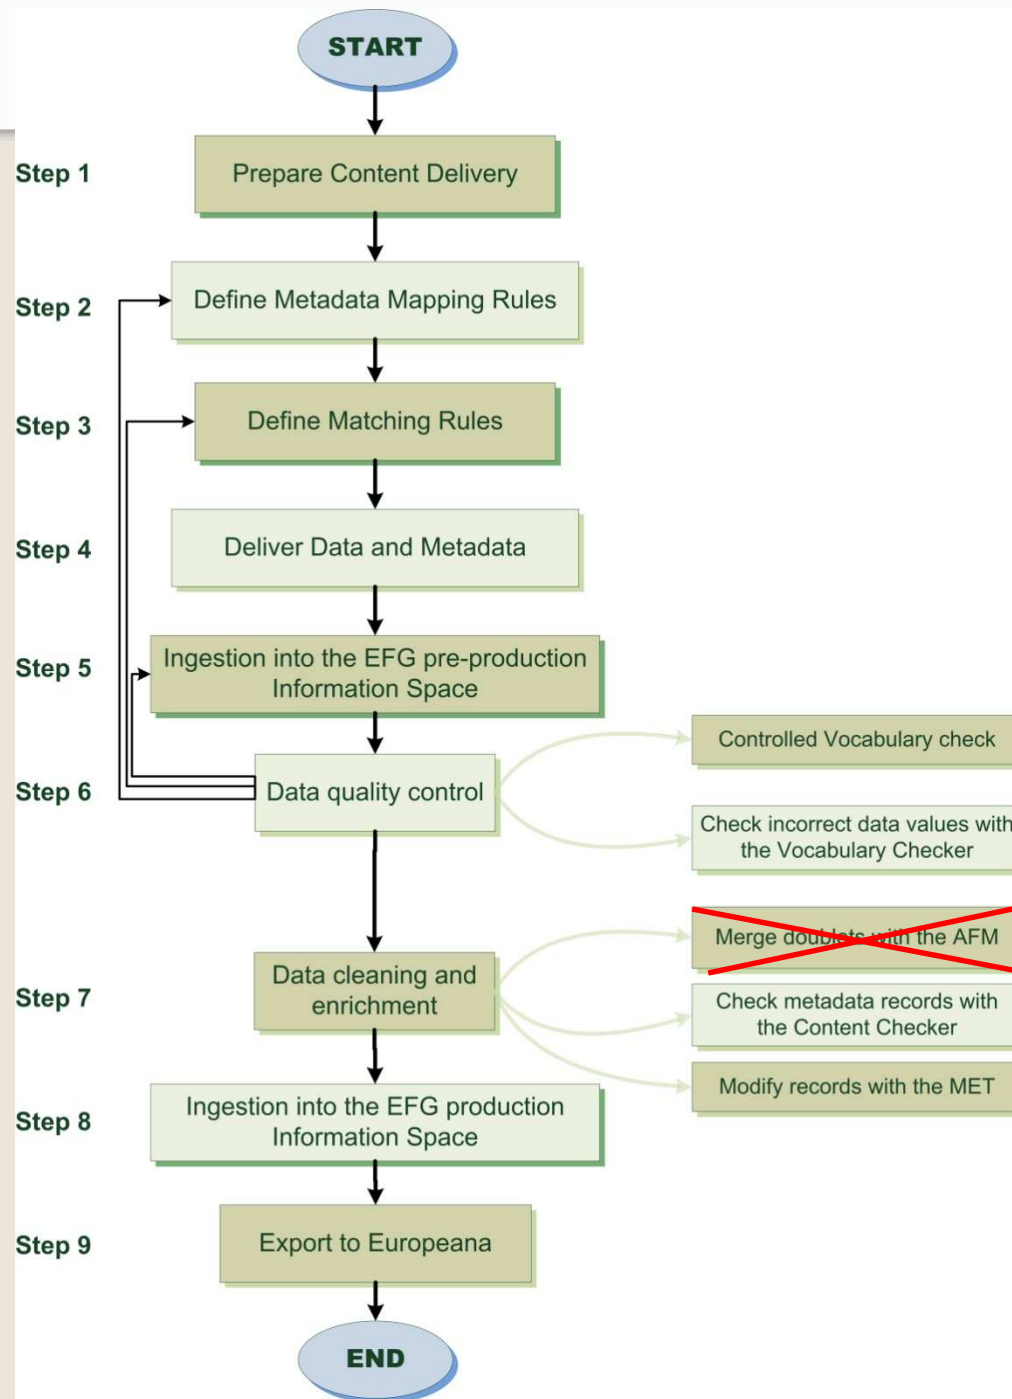 START
Step 1
Prepare Content Delivery
Step 2
Define Metadata Mapping Rules
Step 3
Define Matching Rules
Step 4
Deliver Data and Metadata
Step 5
Ingestion into the EFG pre-production
Information Space
Step 6
Data quality control
Controlled Vocabulary check
Check incorrect data values with
the Vocabulary Checker
Step 7
Data cleaning and
enrichment
Merge doublets with the AFM
Check metadata records with
the Content Checker
Modify records with the MET
Step 8
Ingestion into the EFG production
Information Space
Step 9
Export to Europeana
END